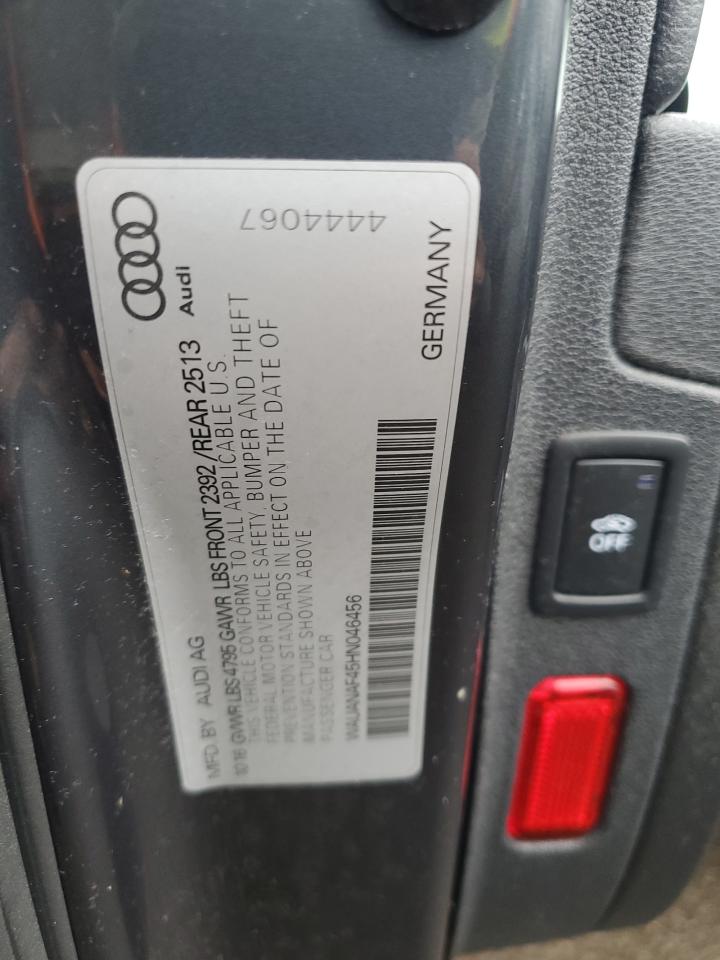 MFD. BY AUDI AG
10/16 GVWR LBS 4795 GAWR LBS FRONT 2392/REAR 2513
THIS VEHICLE CONFORMS TO ALL APPLICABLE U.S.
FEDERAL MOTOR VEHICLE SAFETY, BUMPER AND THEFT
PREVENTION STANDARDS IN EFFECT ON THE DATE OF
MANUFACTURE SHOWN ABOVE
PASSENGER CAR
WAUANAF45HN046456
Audi
4444067
GERMANY
OFF